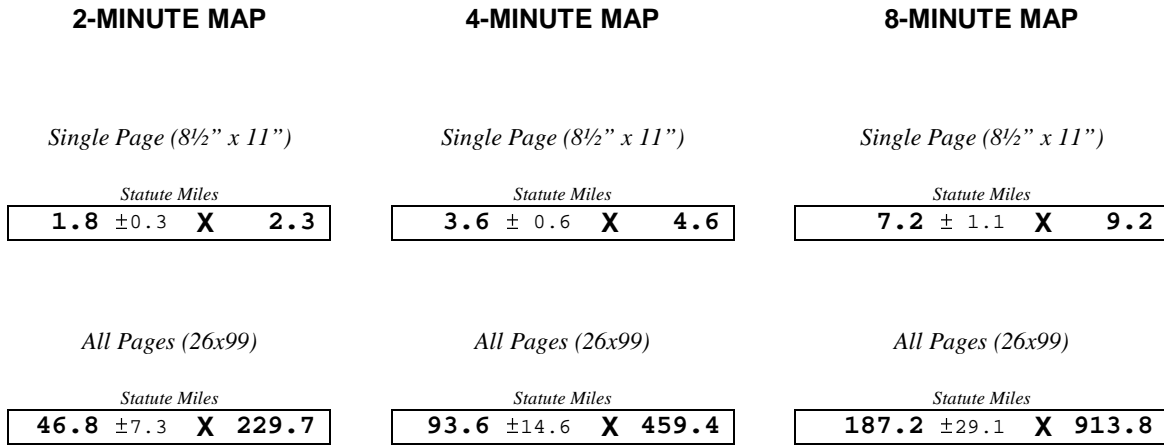 2-MINUTE MAP 4-MINUTE MAP 8-MINUTE MAP
Single Page (8½” x 11”) Single Page (8½” x 11”) Single Page (8½” x 11”)
Statute Miles Statute Miles Statute Miles
1.8 ±0.3 X 2.3 3.6 ± 0.6 X 4.6 7.2 ± 1.1 X 9.2
All Pages (26x99) All Pages (26x99) All Pages (26x99)
Statute Miles Statute Miles Statute Miles
46.8 ±7.3 X 229.7 93.6 ±14.6 X 459.4 187.2 ±29.1 X 913.8